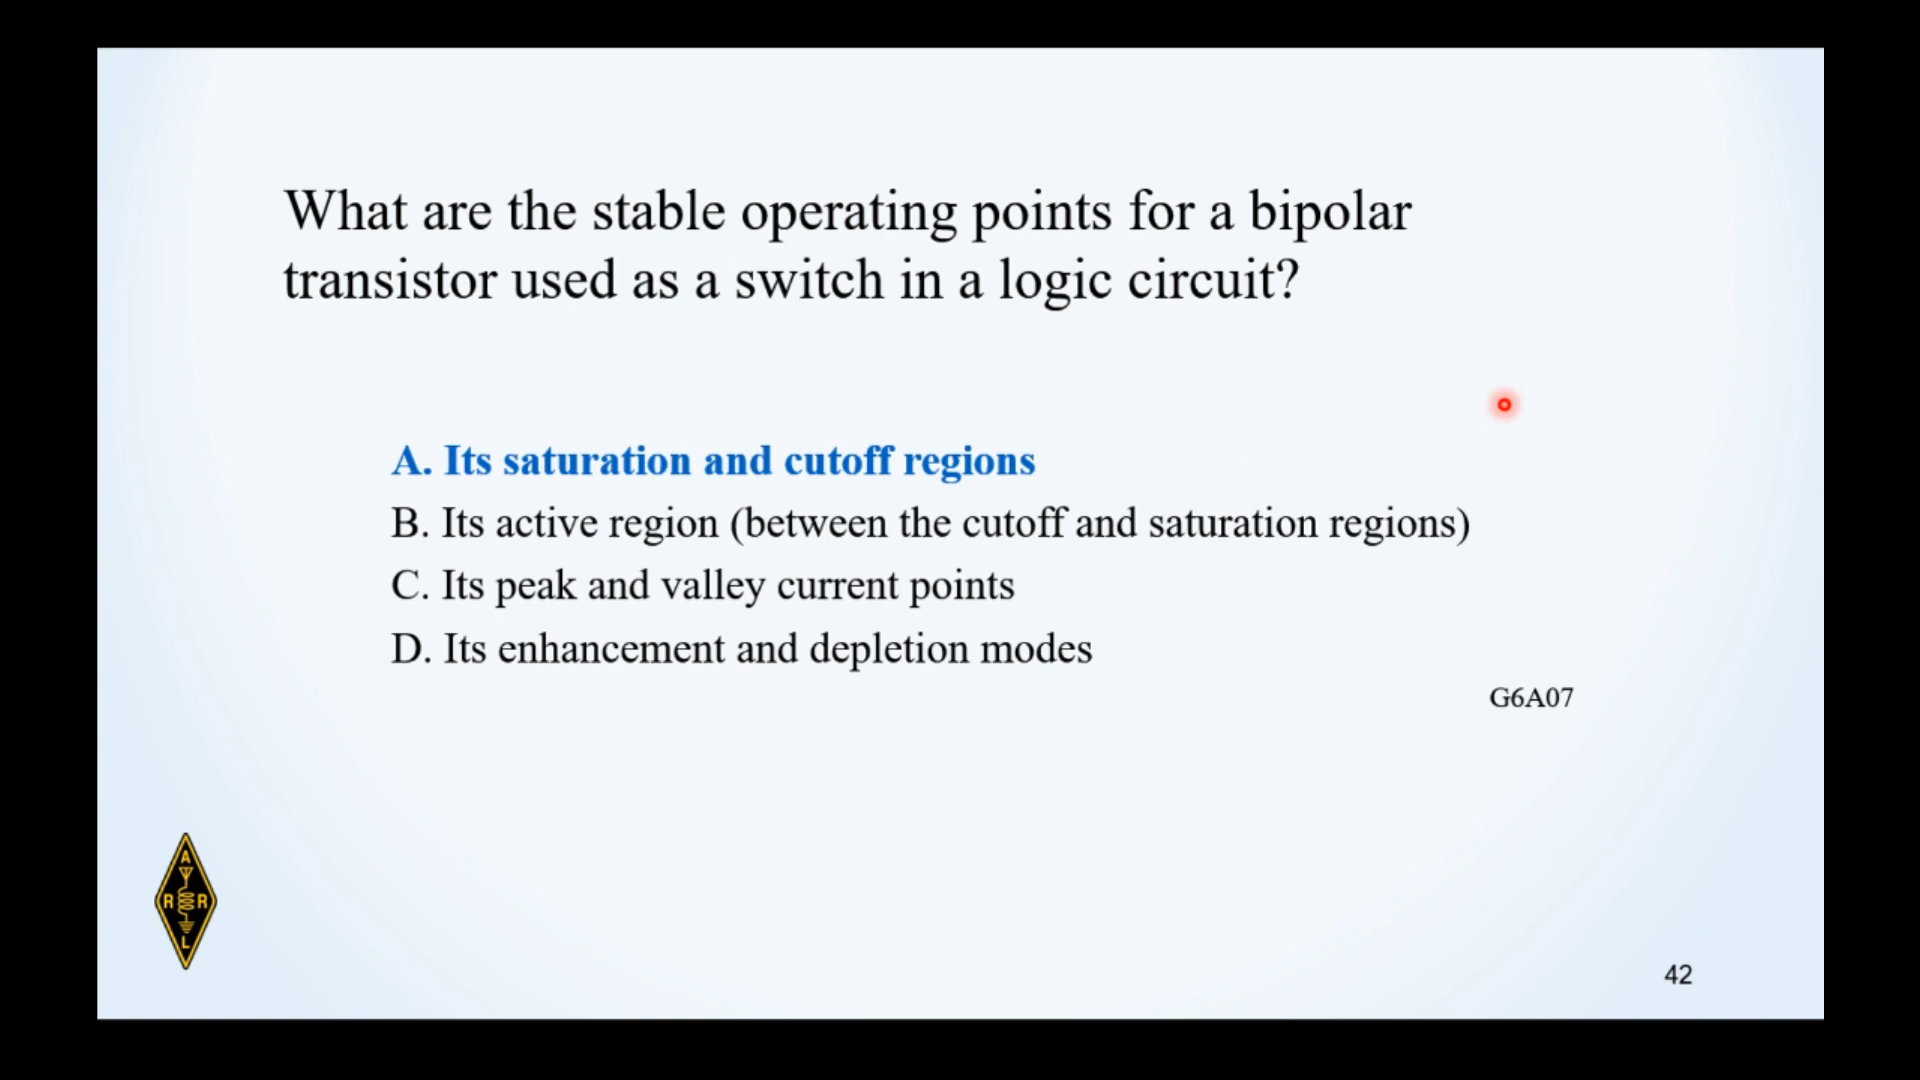 What are the stable operating points for a bipolar
transistor used as a switch in a logic circuit?
A. Its saturation and cutoff regions
B. Its active region (between the cutoff and saturation regions)
C. Its peak and valley current points
D. Its enhancement and depletion modes
G6A07
A
R R
L
42